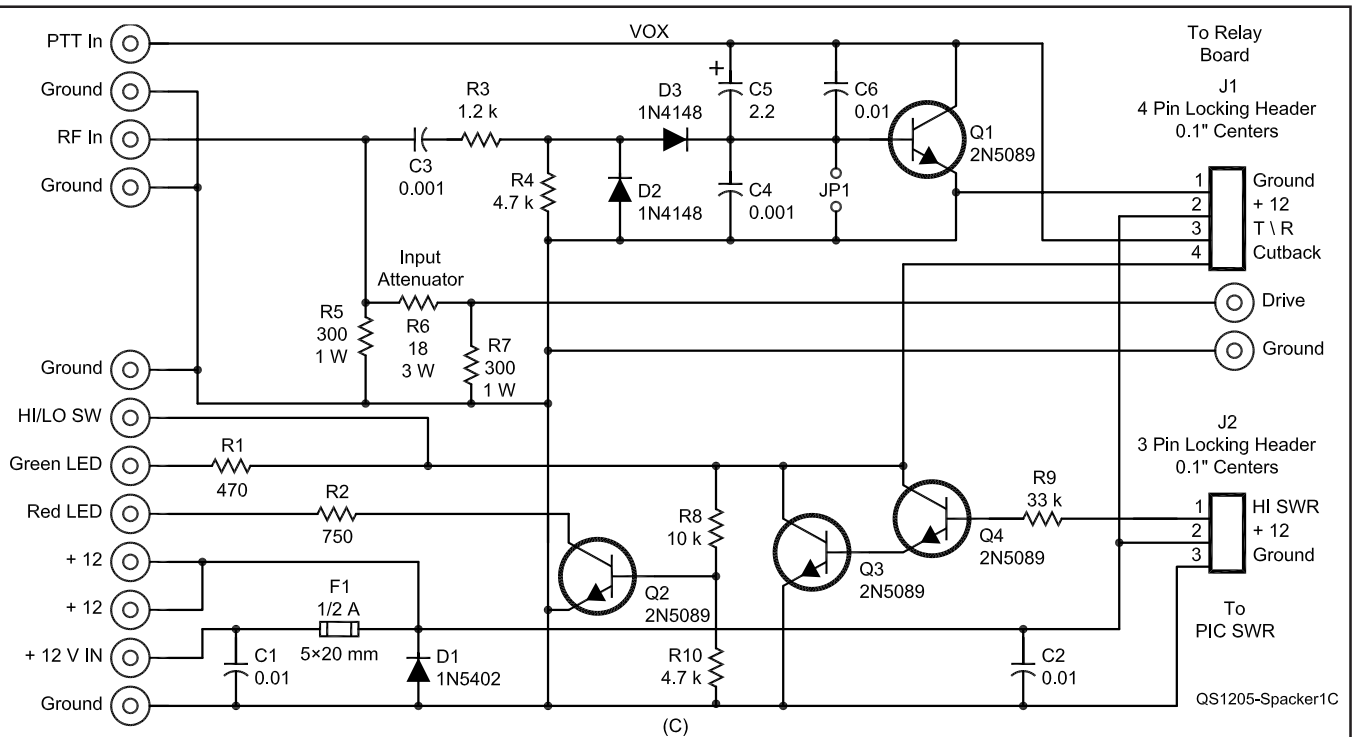 PTT In
Ground
RF In
Ground
Ground
HI/LO SW
Green LED
Red LED
+ 12
+ 12
+ 12 V IN
Ground
VOX
C3
0.001
R3
1.2 k
R4
4.7 k
D3
1N4148
D2
1N4148
+
C5
2.2
C4
0.001
C6
0.01
JP1
Q1
2N5089
Input
Attenuator
R5
300
1 W
R6
18
3 W
R7
300
1 W
R1
470
R2
750
F1
1/2 A
5×20 mm
C1
0.01
D1
1N5402
Q2
2N5089
R8
10 k
R10
4.7 k
Q3
2N5089
Q4
2N5089
R9
33 k
C2
0.01
To Relay
Board
J1
4 Pin Locking Header
0.1" Centers
1 Ground
2 + 12
3 T \ R
4 Cutback
Drive
Ground
J2
3 Pin Locking Header
0.1" Centers
1 HI SWR
2 + 12
3 Ground
To
PIC SWR
QS1205-Spacker1C
(C)